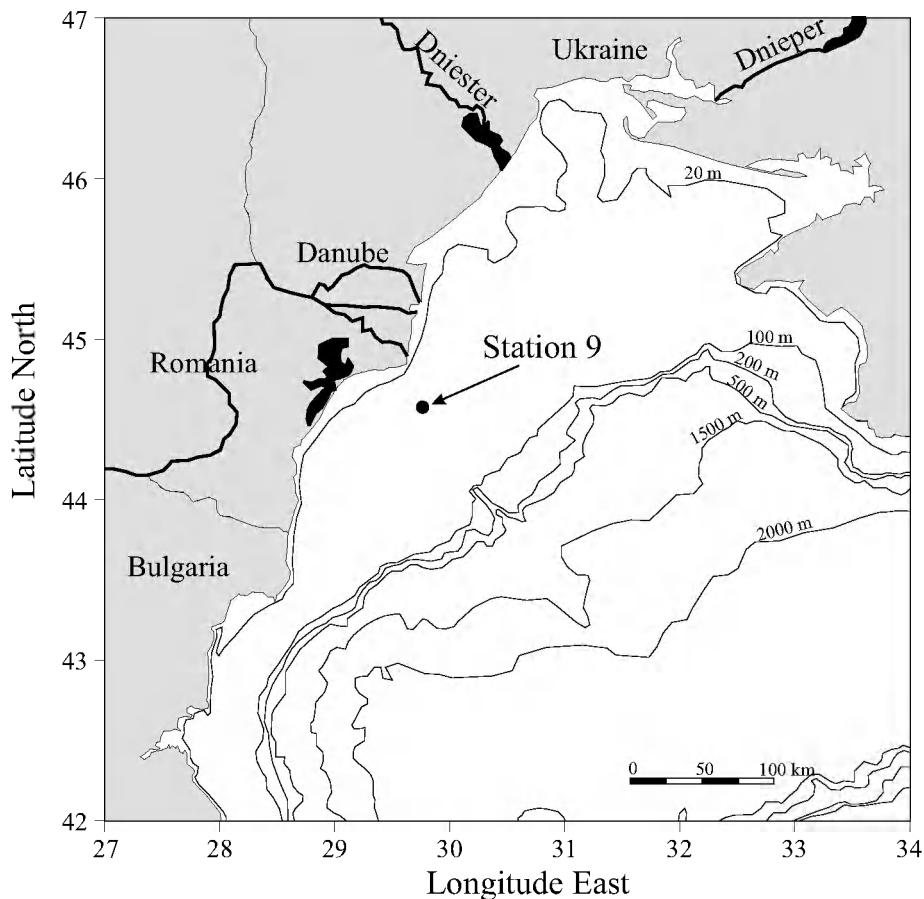 47
Dniester
Ukraine
Dnieper
46
20 m
Danube
45
Romania
Station 9
100 m
200 m
500 m
1500 m
Latitude North
44
2000 m
Bulgaria
43
0 50 100 km
42
27 28 29 30 31 32 33 34
Longitude East